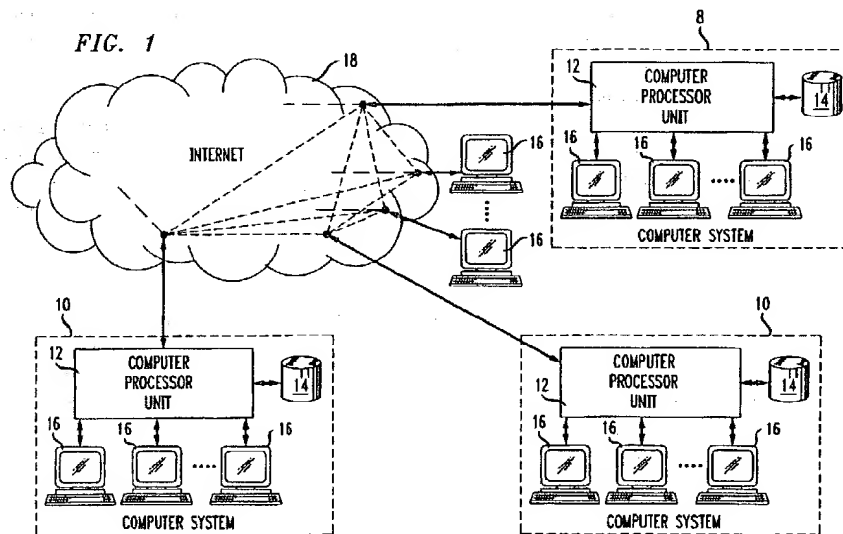 FIG. 1
18
INTERNET
16
16
8
12
COMPUTER
PROCESSOR
UNIT
14
16
16
16
COMPUTER SYSTEM
10
12
COMPUTER
PROCESSOR
UNIT
14
16
16
16
COMPUTER SYSTEM
10
12
COMPUTER
PROCESSOR
UNIT
14
16
16
16
COMPUTER SYSTEM